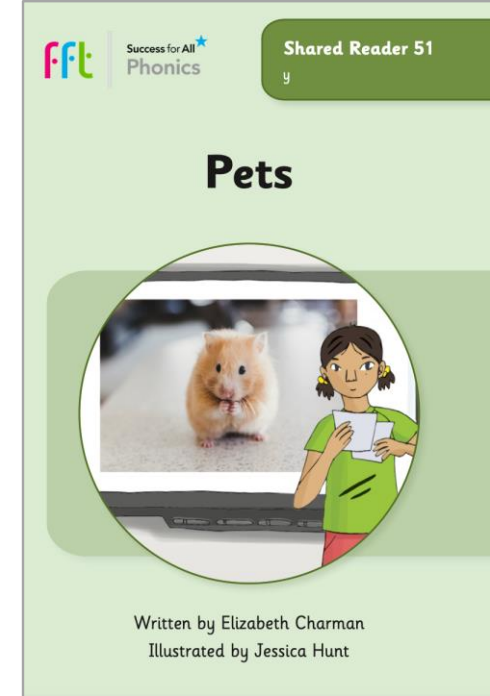 fft
Success for All
Phonics
Shared Reader 51
y
Pets
Written by Elizabeth Charman
Illustrated by Jessica Hunt